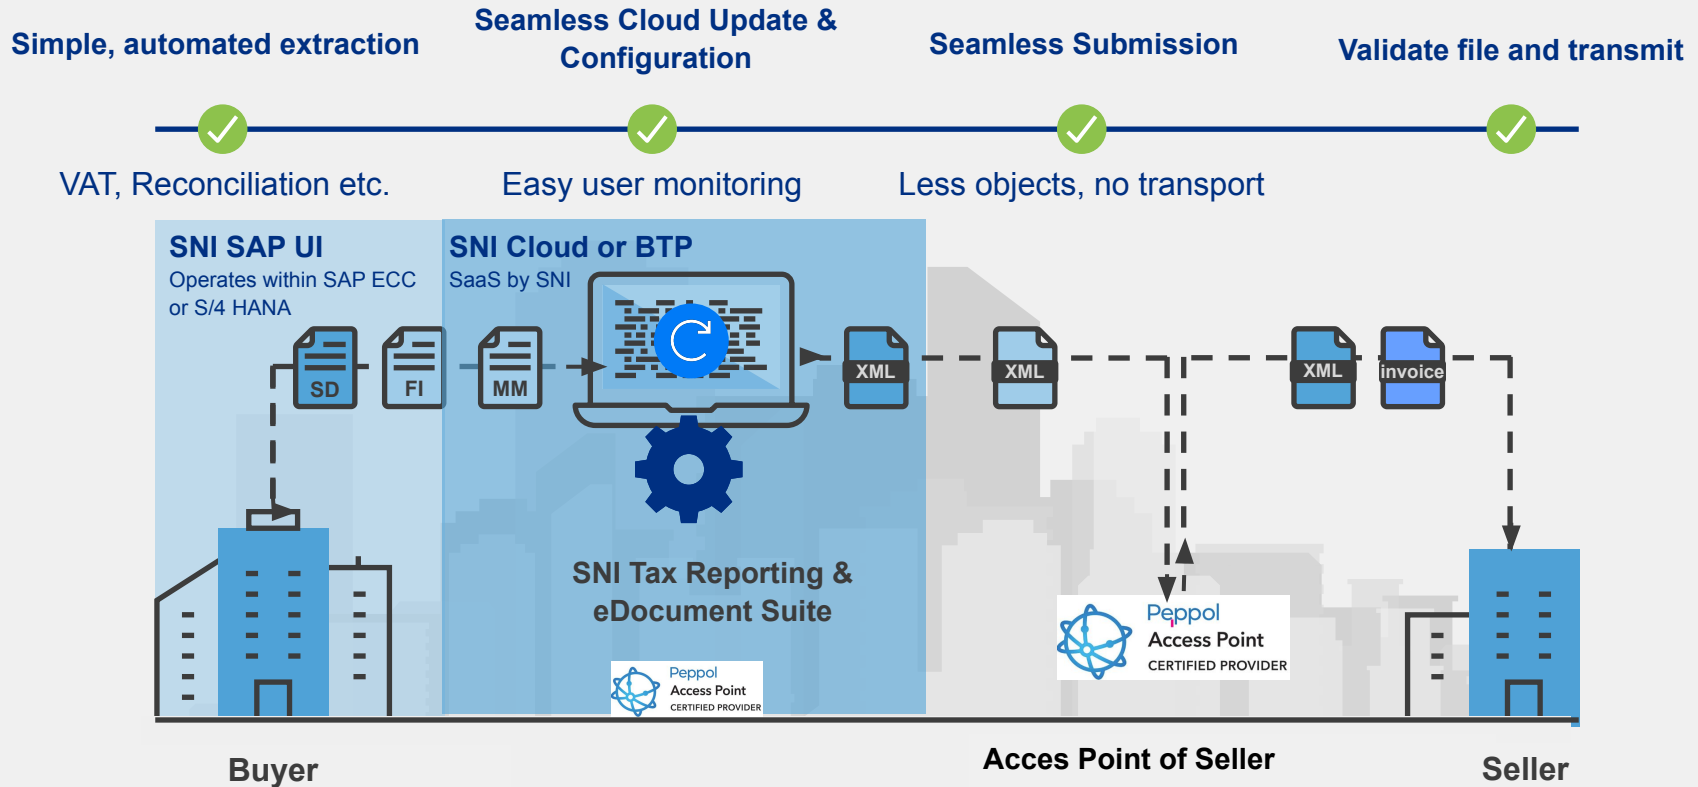 Simple, automated extraction
Seamless Cloud Update &
Configuration
Seamless Submission
Validate file and transmit
VAT, Reconciliation etc.
Easy user monitoring
Less objects, no transport
SNI SAP UI
Operates within SAP ECC
or S/4 HANA
SNI Cloud or BTP
SaaS by SNI
SD
FI
MM
XML
XML
XML
invoice
SNI Tax Reporting &
eDocument Suite
Peppol
Access Point
CERTIFIED PROVIDER
Peppol
Access Point
CERTIFIED PROVIDER
Buyer
Acces Point of Seller
Seller